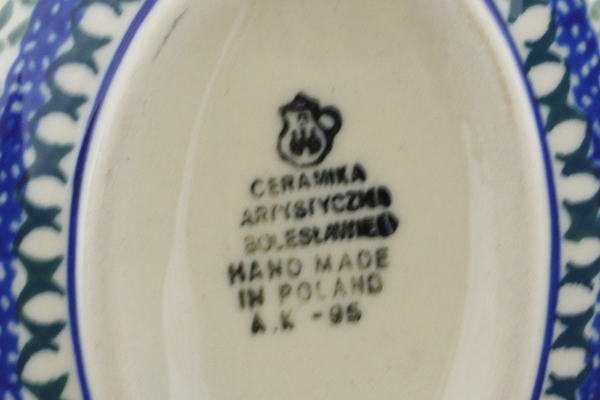 CERAMIKA
ARTYSTYCZNA
BOLESŁAWIEC
HAND MADE
IN POLAND
A.K - 95